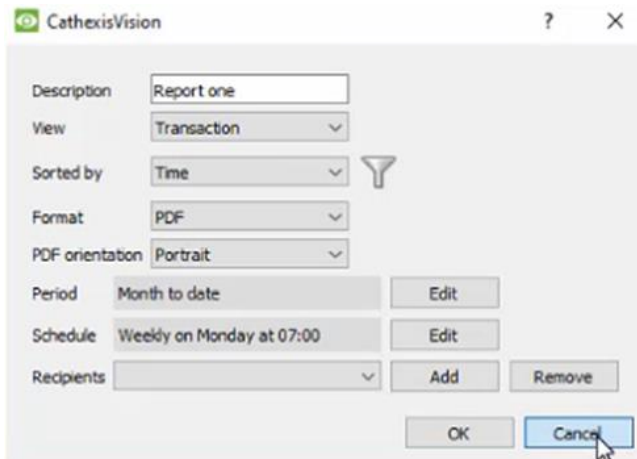 CathexisVision ? X
Description Report one
View Transaction
Sorted by Time
Format PDF
PDF orientation Portrait
Period Month to date Edit
Schedule Weekly on Monday at 07:00 Edit
Recipients Add Remove
OK Cancel